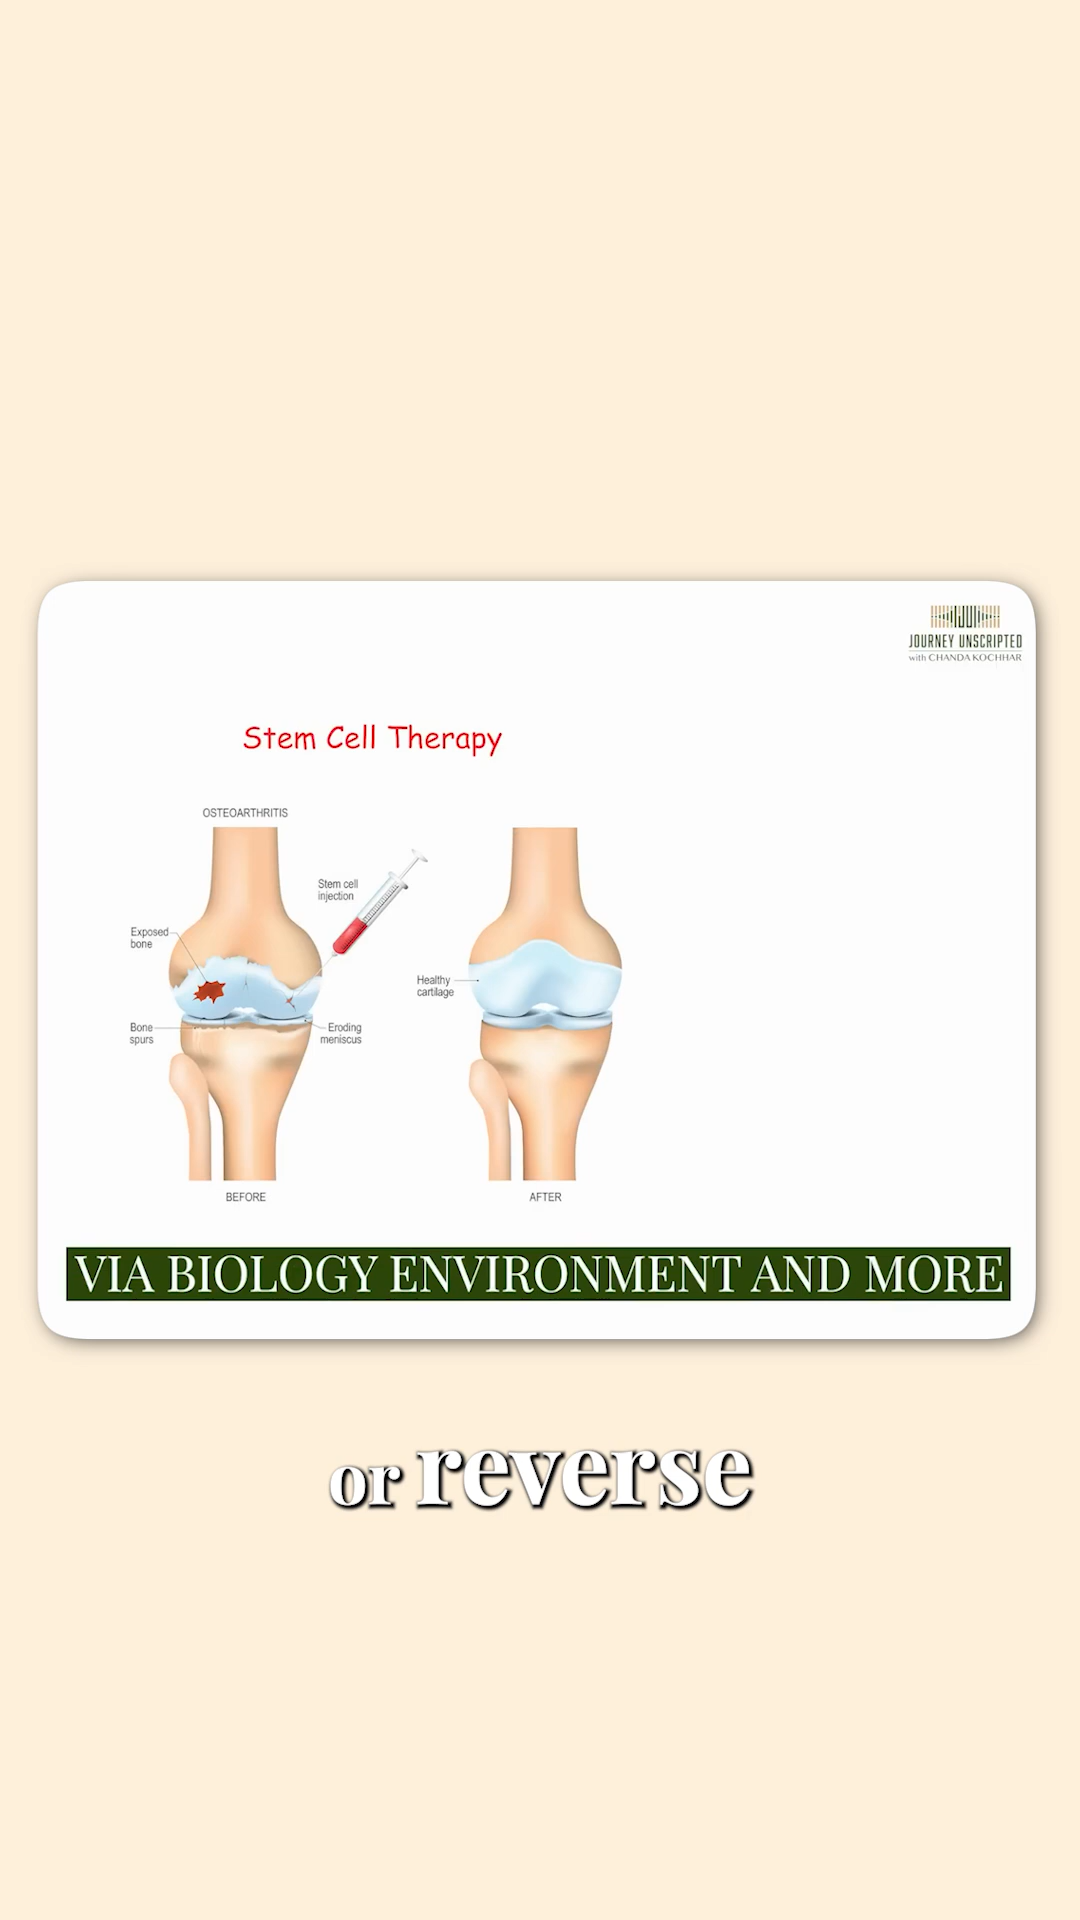 JOURNEY UNSCRIPTED
with CHANDA KOCHHAR
Stem Cell Therapy
OSTEOARTHRITIS
Stem cell
injection
Exposed
bone
Healthy
cartilage
Bone
spurs
Eroding
meniscus
BEFORE
AFTER
VIA BIOLOGY ENVIRONMENT AND MORE
or reverse